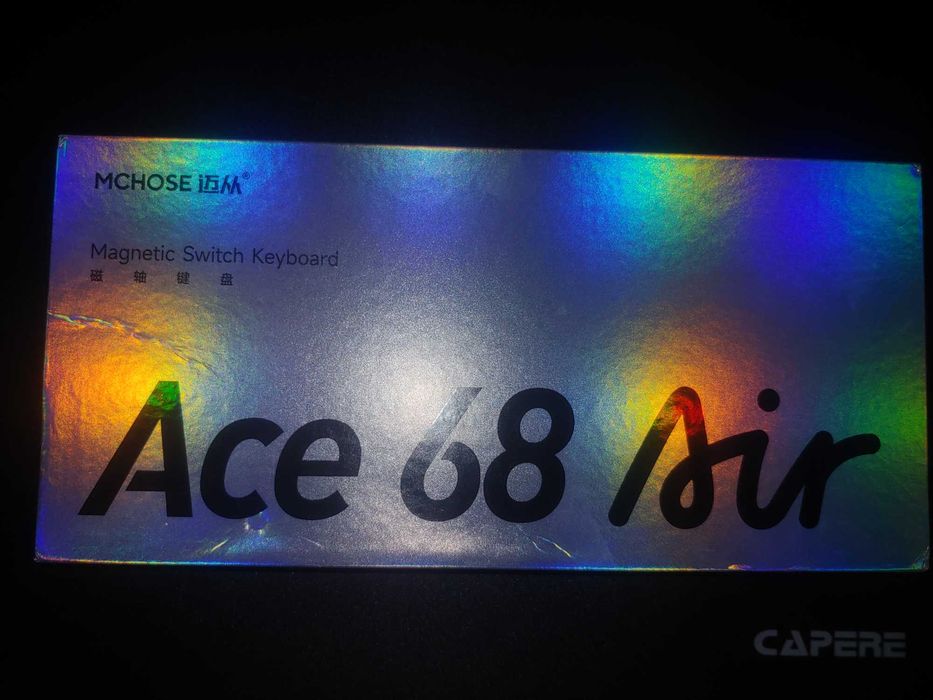 MCHOSE 迈从®
Magnetic Switch Keyboard
磁轴键盘
Ace 68 Air
CAPERE